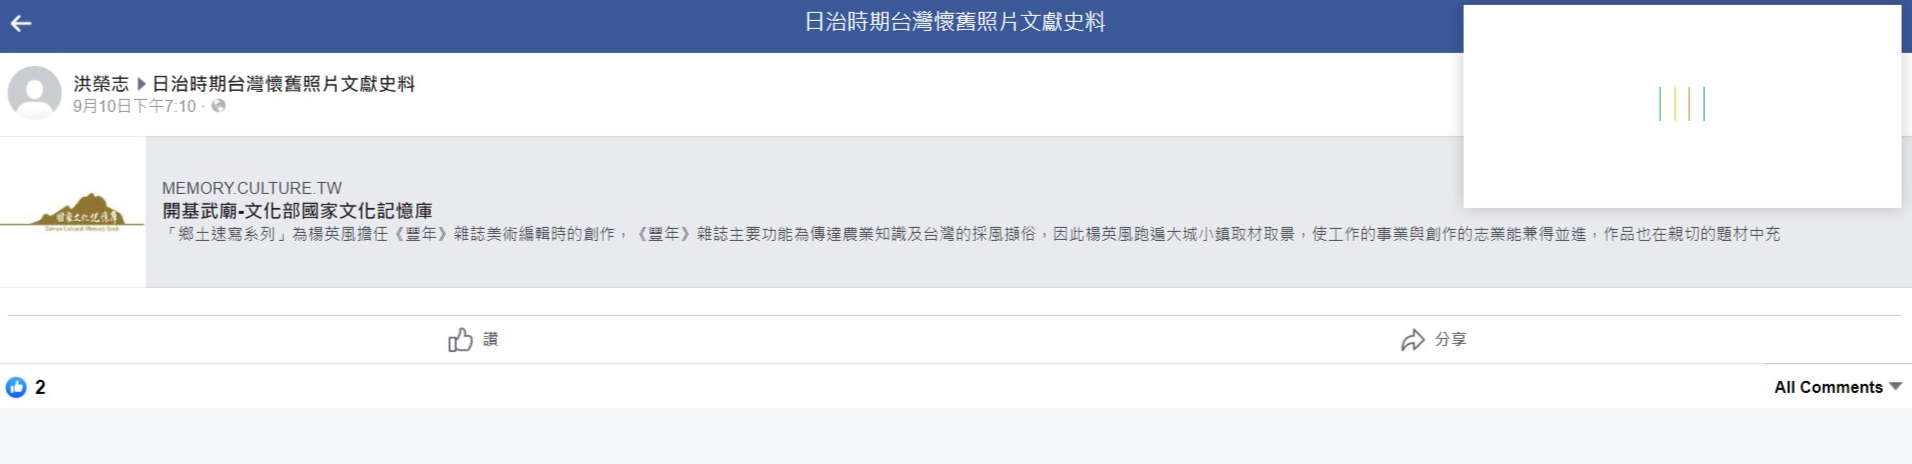 日治時期台灣懷舊照片文獻史料
洪榮志 ▶ 日治時期台灣懷舊照片文獻史料
9月10日下午7:10 ·
國家文化記憶庫
Taiwan Cultural Memory Bank
MEMORY.CULTURE.TW
開基武廟-文化部國家文化記憶庫
「鄉土速寫系列」為楊英風擔任《豐年》雜誌美術編輯時的創作，《豐年》雜誌主要功能為傳達農業知識及台灣的採風擷俗，因此楊英風跑遍大城小鎮取材取景，使工作的事業與創作的志業能兼得並進，作品也在親切的題材中充
讚
分享
2
All Comments